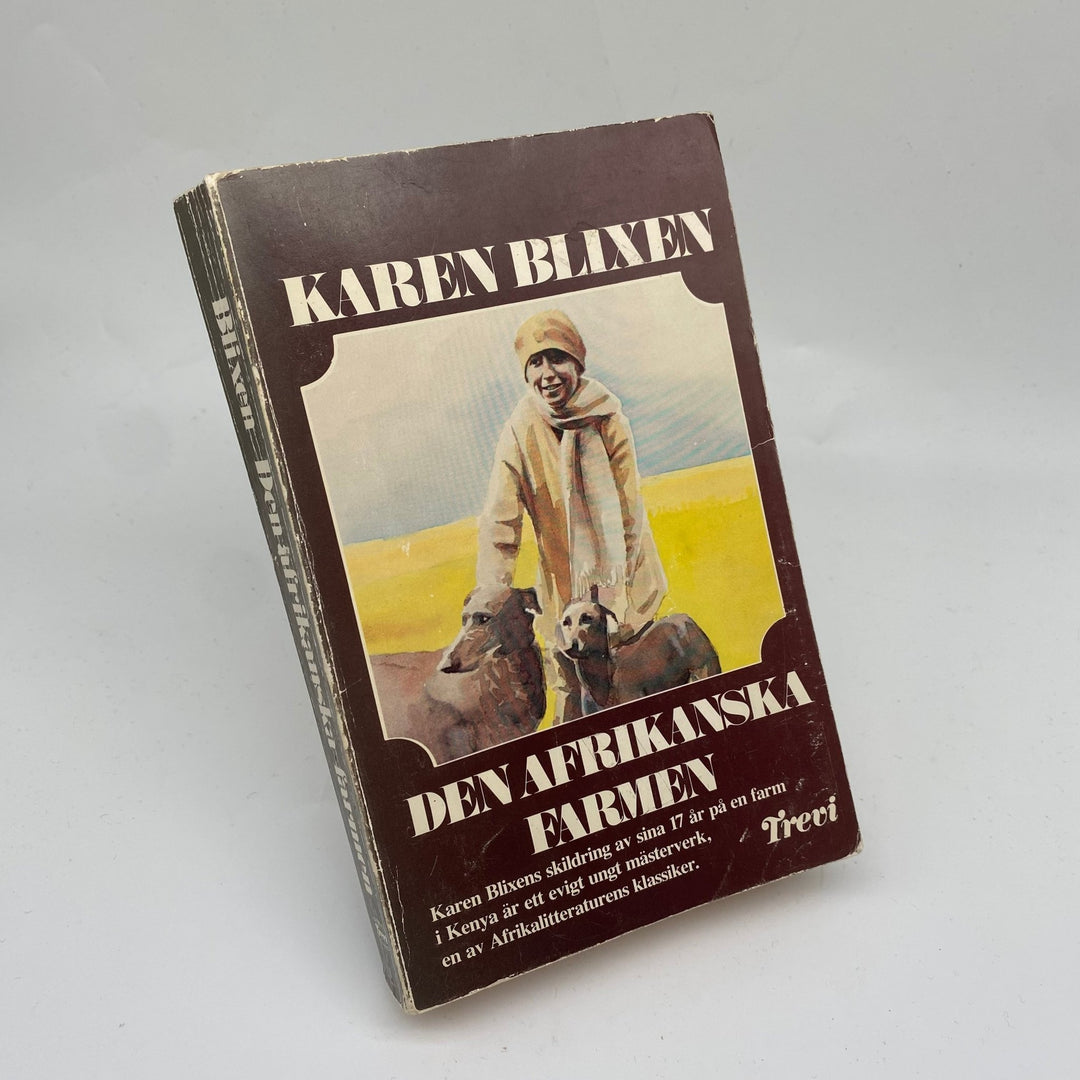 KAREN BLIXEN
DEN AFRIKANSKA
FARMEN
Karen Blixens skildring av sina 17 år på en farm
i Kenya är ett evigt ungt mästerverk,
en av Afrikalitteraturens klassiker.
Trevi
Blixen Den afrikanska farmen